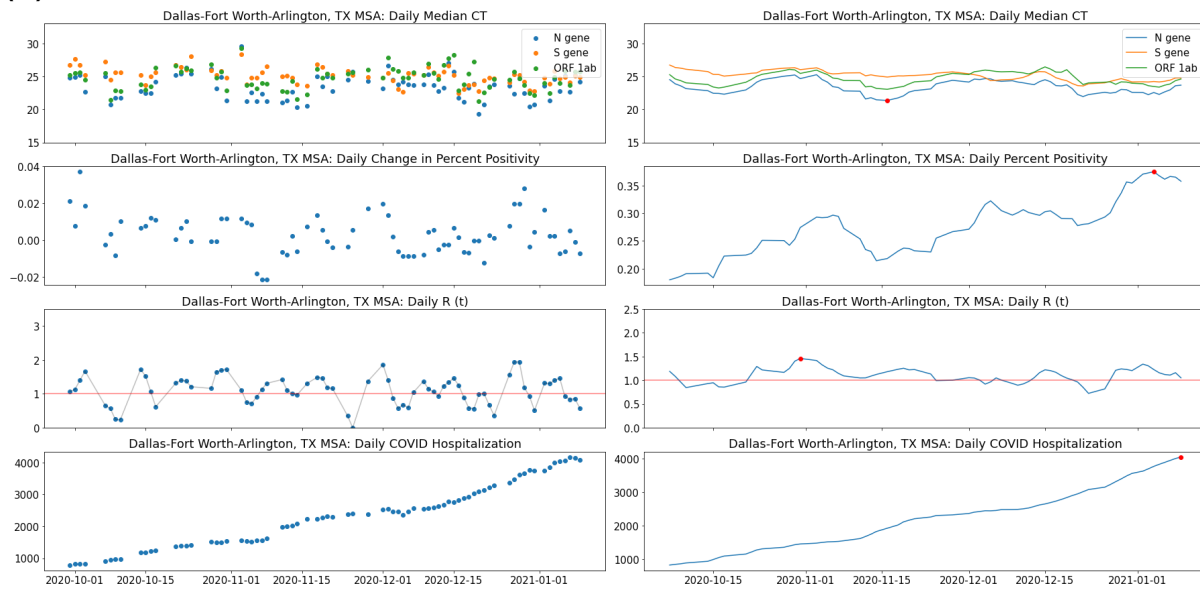 Dallas-Fort Worth-Arlington, TX MSA: Daily Median CT
30
25
20
15
N gene
S gene
ORF 1ab
Dallas-Fort Worth-Arlington, TX MSA: Daily Median CT
30
25
20
15
N gene
S gene
ORF 1ab
Dallas-Fort Worth-Arlington, TX MSA: Daily Change in Percent Positivity
0.04
0.02
0.00
−0.02
Dallas-Fort Worth-Arlington, TX MSA: Daily Percent Positivity
0.35
0.30
0.25
0.20
Dallas-Fort Worth-Arlington, TX MSA: Daily R (t)
3
2
1
0
Dallas-Fort Worth-Arlington, TX MSA: Daily R (t)
2.5
2.0
1.5
1.0
0.5
0.0
Dallas-Fort Worth-Arlington, TX MSA: Daily COVID Hospitalization
4000
3000
2000
1000
2020-10-01 2020-10-15 2020-11-01 2020-11-15 2020-12-01 2020-12-15 2021-01-01
Dallas-Fort Worth-Arlington, TX MSA: Daily COVID Hospitalization
4000
3000
2000
1000
2020-10-15 2020-11-01 2020-11-15 2020-12-01 2020-12-15 2021-01-01